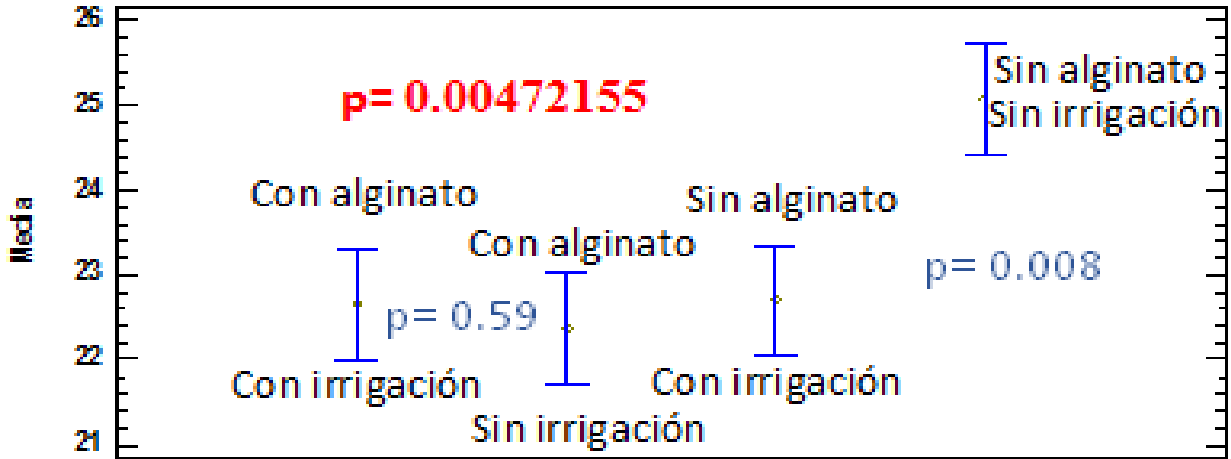 26
25
24
23
22
21
Media
p= 0.00472155
Con alginato
Con irrigación
p= 0.59
Con alginato
Sin irrigación
Sin alginato
Con irrigación
p= 0.008
Sin alginato
Sin irrigación